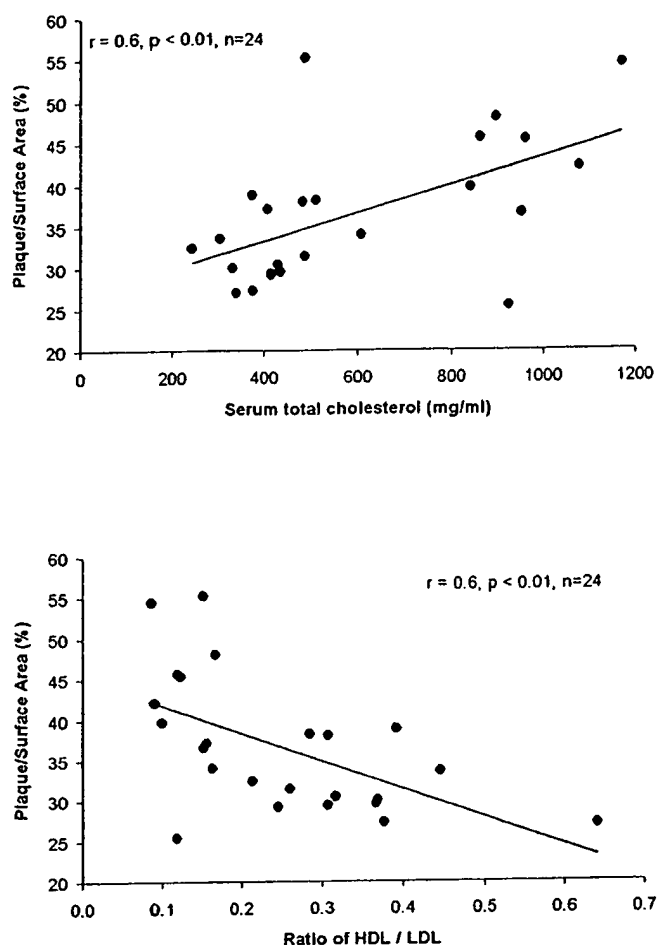 r = 0.6, p < 0.01, n=24
Plaque/Surface Area (%)
60
55
50
45
40
35
30
25
20
0 200 400 600 800 1000 1200
Serum total cholesterol (mg/ml)
r = 0.6, p < 0.01, n=24
Plaque/Surface Area (%)
60
55
50
45
40
35
30
25
20
0.0 0.1 0.2 0.3 0.4 0.5 0.6 0.7
Ratio of HDL / LDL